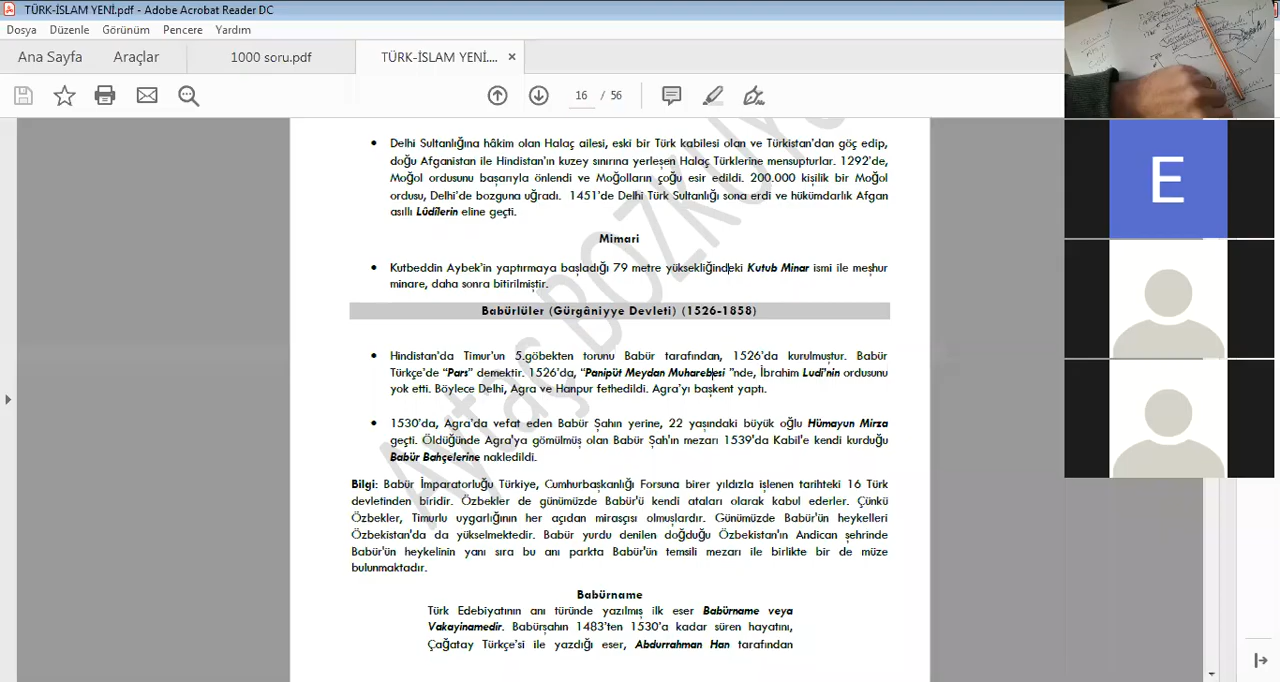 TÜRK-İSLAM YENİ.pdf - Adobe Acrobat Reader DC
Dosya Düzenle Görünüm Pencere Yardım
Ana Sayfa Araçlar 1000 soru.pdf TÜRK-İSLAM YENİ.... ×
16 / 56
• Delhi Sultanlığına hâkim olan Halaç ailesi, eski bir Türk kabilesi olan ve Türkistan'dan göç edip,
doğu Afganistan ile Hindistan'ın kuzey sınırına yerleşen Halaç Türklerine mensupturlar. 1292'de,
Moğol ordusunu başarıyla önlendi ve Moğolların çoğu esir edildi. 200.000 kişilik bir Moğol
ordusu, Delhi'de bozguna uğradı. 1451'de Delhi Türk Sultanlığı sona erdi ve hükümdarlık Afgan
asıllı Lûdîlerin eline geçti.
Mimari
• Kutbeddin Aybek'in yaptırmaya başladığı 79 metre yüksekliğindeki Kutub Minar ismi ile meşhur
minare, daha sonra bitirilmiştir.
Babürlüler (Gürgâniyye Devleti) (1526-1858)
• Hindistan'da Timur'un 5.göbekten torunu Babür tarafından, 1526'da kurulmuştur. Babür
Türkçe'de "Pars" demektir. 1526'da, "Panipüt Meydan Muharebesi "nde, İbrahim Ludi'nin ordusunu
yok etti. Böylece Delhi, Agra ve Hanpur fethedildi. Agra'yı başkent yaptı.
• 1530'da, Agra'da vefat eden Babür Şahın yerine, 22 yaşındaki büyük oğlu Hümayun Mirza
geçti. Öldüğünde Agra'ya gömülmüş olan Babür Şah'ın mezarı 1539'da Kabil'e kendi kurduğu
Babür Bahçelerine nakledildi.
Bilgi: Babür İmparatorluğu Türkiye, Cumhurbaşkanlığı Forsuna birer yıldızla işlenen tarihteki 16 Türk
devletinden biridir. Özbekler de günümüzde Babür'ü kendi ataları olarak kabul ederler. Çünkü
Özbekler, Timurlu uygarlığının her açıdan mirasçısı olmuşlardır. Günümüzde Babür'ün heykelleri
Özbekistan'da da yükselmektedir. Babür yurdu denilen doğduğu Özbekistan'ın Andican şehrinde
Babür'ün heykelinin yanı sıra bu anı parkta Babür'ün temsili mezarı ile birlikte bir de müze
bulunmaktadır.
Babürname
Türk Edebiyatının anı türünde yazılmış ilk eser Babürname veya
Vakayinamedir. Babürşahın 1483'ten 1530'a kadar süren hayatını,
Çağatay Türkçe'si ile yazdığı eser, Abdurrahman Han tarafından
Aytaç BOZKUY
E